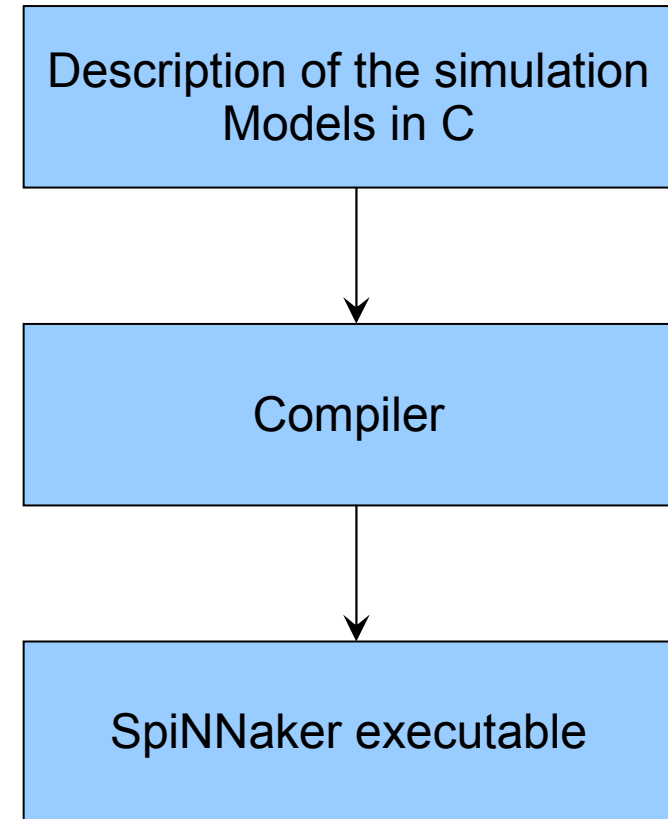 Description of the simulation
Models in C
Compiler
SpiNNaker executable